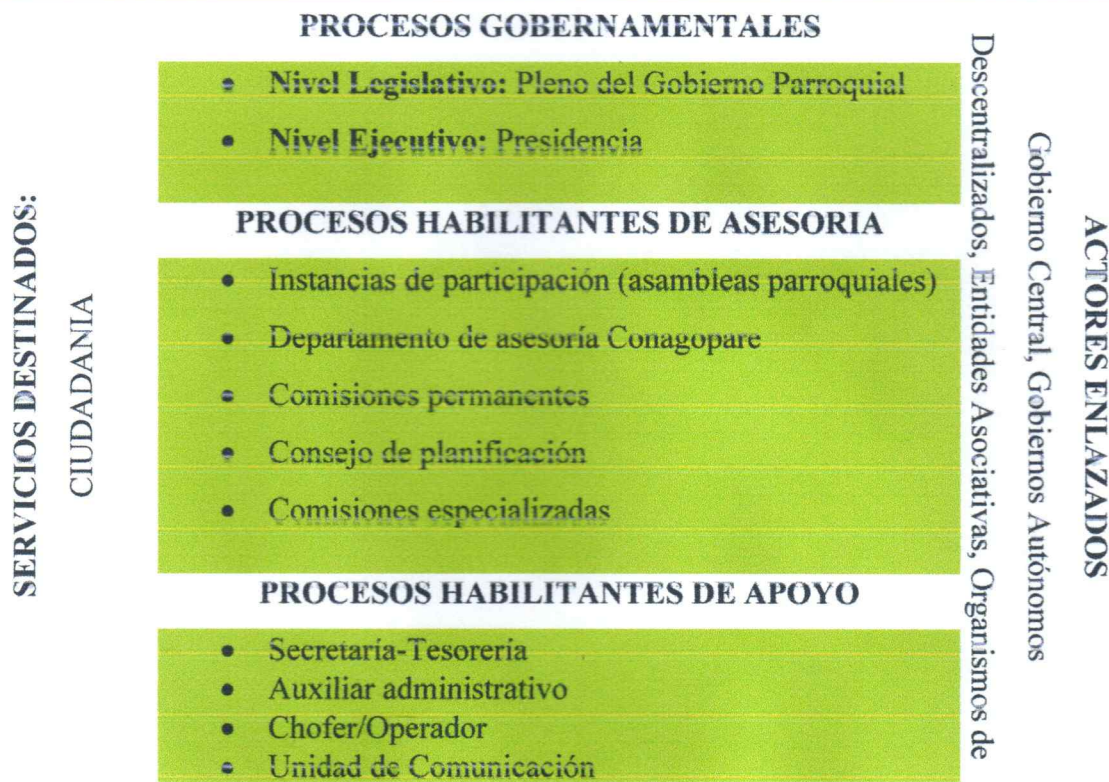 PROCESOS GOBERNAMENTALES
• Nivel Legislativo: Pleno del Gobierno Parroquial
• Nivel Ejecutivo: Presidencia
PROCESOS HABILITANTES DE ASESORIA
• Instancias de participación (asambleas parroquiales)
• Departamento de asesoría Conagopare
• Comisiones permanentes
• Consejo de planificación
• Comisiones especializadas
PROCESOS HABILITANTES DE APOYO
• Secretaría-Tesorería
• Auxiliar administrativo
• Chofer/Operador
• Unidad de Comunicación
SERVICIOS DESTINADOS:
CIUDADANIA
ACTORES ENLAZADOS
Gobierno Central, Gobiernos Autónomos
Descentralizados, Entidades Asociativas, Organismos de